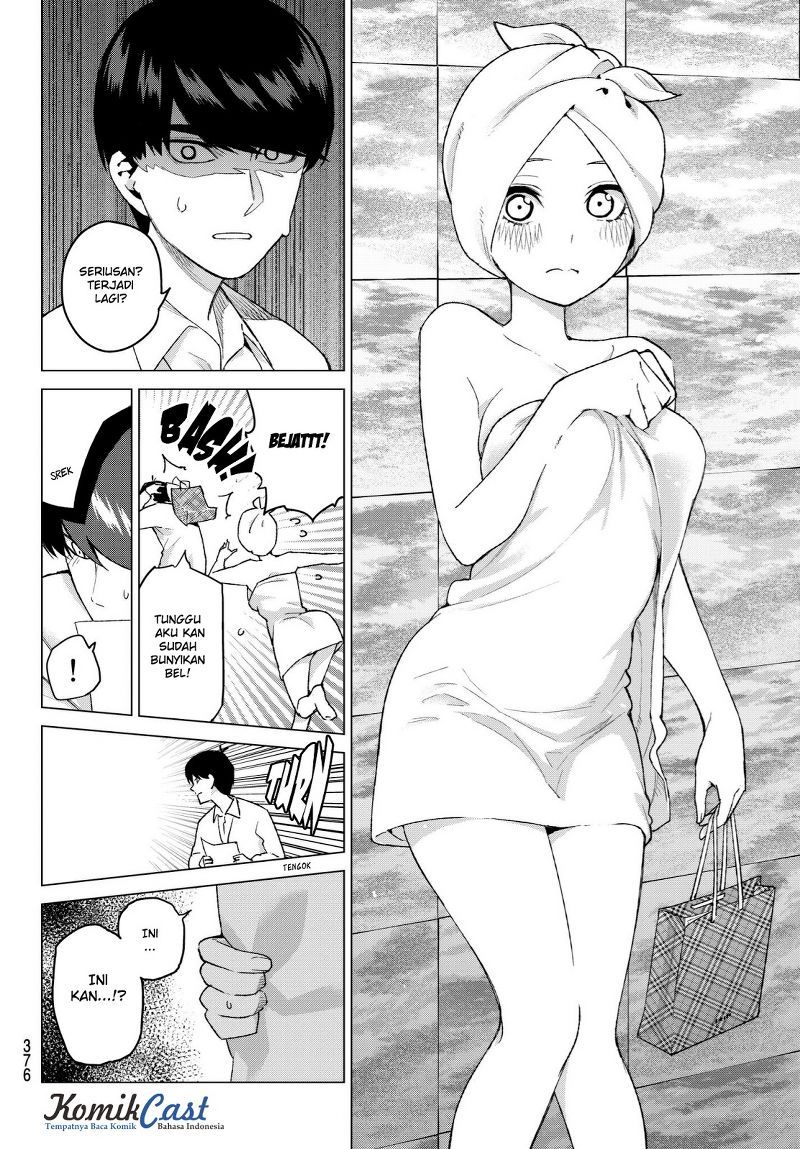 SERIUSAN?
TERJADI
LAGI?
BASH!
BEJATTT!
SREK
TUNGGU
AKU KAN
SUDAH
BUNYIKAN
BEL!
!
TURN
TENGOK
INI
...
INI
KAN...!?
376
KomikCast
Tempatnya Baca Komik Bahasa Indonesia